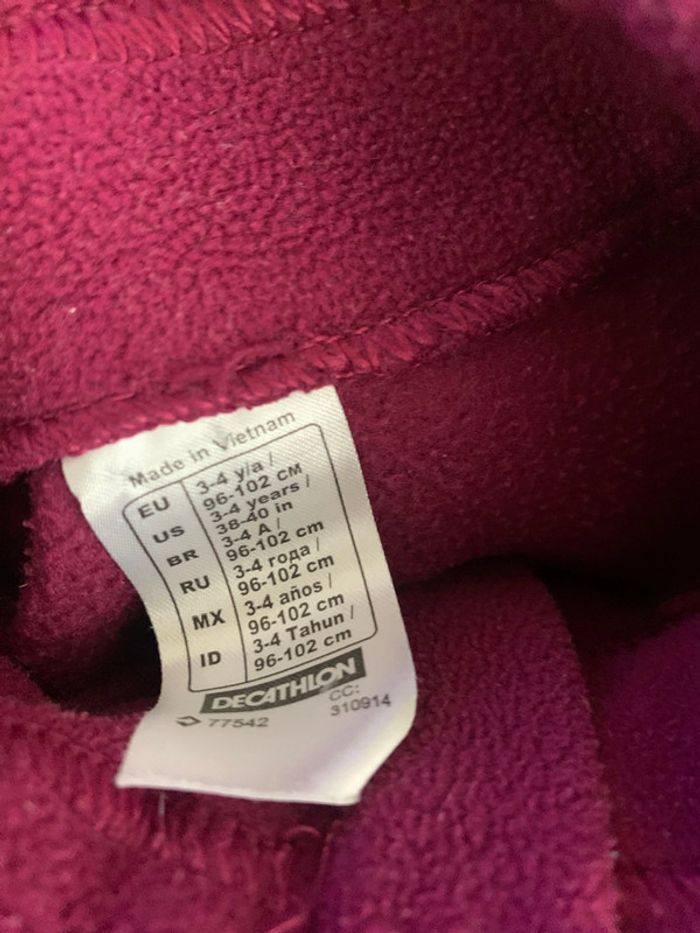 Made in Vietnam
EU 3-4 y/a /
96-102 см
US 3-4 years /
38-40 in
BR 3-4 A /
96-102 cm
RU 3-4 года /
96-102 cm
MX 3-4 años /
96-102 cm
ID 3-4 Tahun /
96-102 cm
DECATHLON
77542 CC:
310914